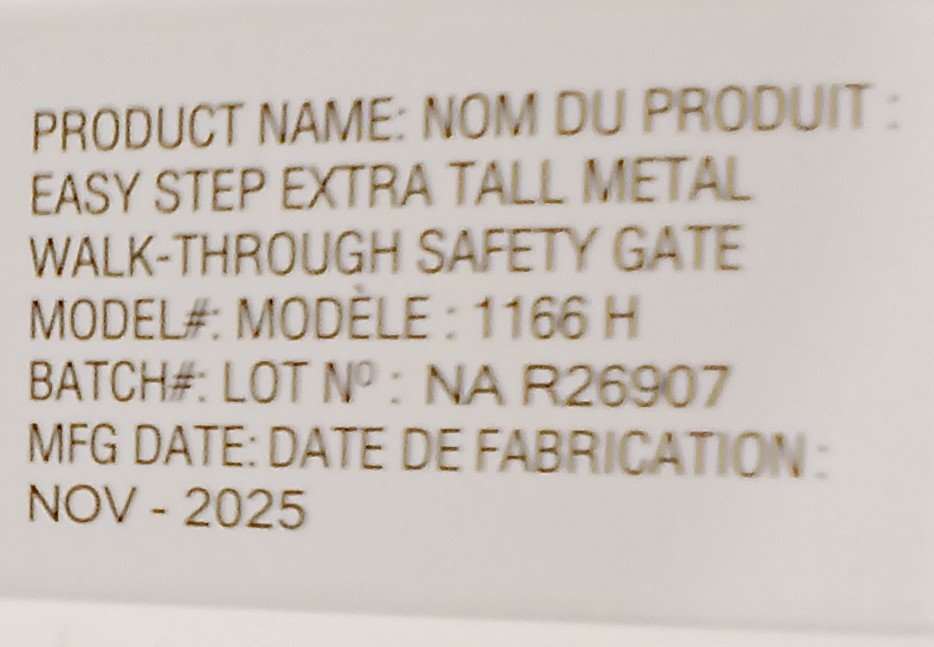 PRODUCT NAME: NOM DU PRODUIT :
EASY STEP EXTRA TALL METAL
WALK-THROUGH SAFETY GATE
MODEL#: MODÈLE : 1166 H
BATCH#: LOT Nº : NA R26907
MFG DATE: DATE DE FABRICATION :
NOV - 2025